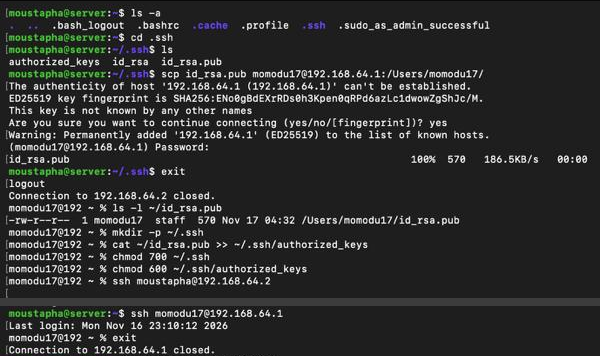 moustapha@server:~$ ls -a
.  ..  .bash_logout  .bashrc  .cache  .profile  .ssh  .sudo_as_admin_successful
moustapha@server:~$ cd .ssh
moustapha@server:~/.ssh$ ls
authorized_keys  id_rsa  id_rsa.pub
moustapha@server:~/.ssh$ scp id_rsa.pub momodu17@192.168.64.1:/Users/momodu17/
[The authenticity of host '192.168.64.1 (192.168.64.1)' can't be established.
ED25519 key fingerprint is SHA256:ENo0gBdEXrRDs0h3Kpen0qRPd6azLc1dwowZgShJc/M.
This key is not known by any other names
Are you sure you want to continue connecting (yes/no/[fingerprint])? yes
[Warning: Permanently added '192.168.64.1' (ED25519) to the list of known hosts.
(momodu17@192.168.64.1) Password:
[id_rsa.pub 100% 570 186.5KB/s 00:00
moustapha@server:~/.ssh$ exit
[logout
Connection to 192.168.64.2 closed.
momodu17@192 ~ % ls -l ~/id_rsa.pub
[-rw-r--r--  1 momodu17  staff  570 Nov 17 04:32 /Users/momodu17/id_rsa.pub
[momodu17@192 ~ % mkdir -p ~/.ssh
[momodu17@192 ~ % cat ~/id_rsa.pub >> ~/.ssh/authorized_keys
[momodu17@192 ~ % chmod 700 ~/.ssh
[momodu17@192 ~ % chmod 600 ~/.ssh/authorized_keys
[momodu17@192 ~ % ssh moustapha@192.168.64.2
[
moustapha@server:~$ ssh momodu17@192.168.64.1
[Last login: Mon Nov 16 23:10:12 2026
momodu17@192 ~ % exit
[Connection to 192.168.64.1 closed.